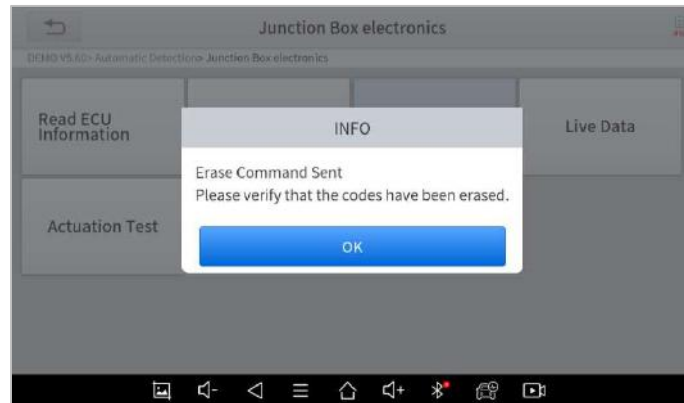 Junction Box electronics
DEMO V5.60> Automatic Detection> Junction Box electronics
Read ECU
Information
Live Data
INFO
Erase Command Sent
Please verify that the codes have been erased.
OK
Actuation Test